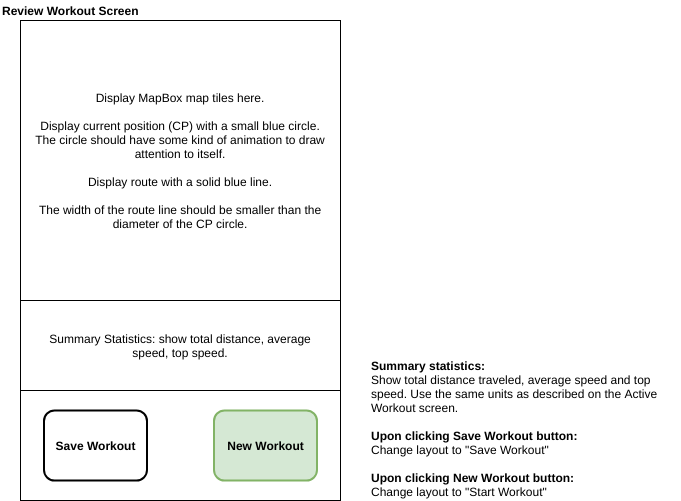 Review Workout Screen
Display MapBox map tiles here.
Display current position (CP) with a small blue circle.
The circle should have some kind of animation to draw
attention to itself.
Display route with a solid blue line.
The width of the route line should be smaller than the
diameter of the CP circle.
Summary Statistics: show total distance, average
speed, top speed.
Save Workout
New Workout
Summary statistics:
Show total distance traveled, average speed and top
speed. Use the same units as described on the Active
Workout screen.
Upon clicking Save Workout button:
Change layout to "Save Workout"
Upon clicking New Workout button:
Change layout to "Start Workout"